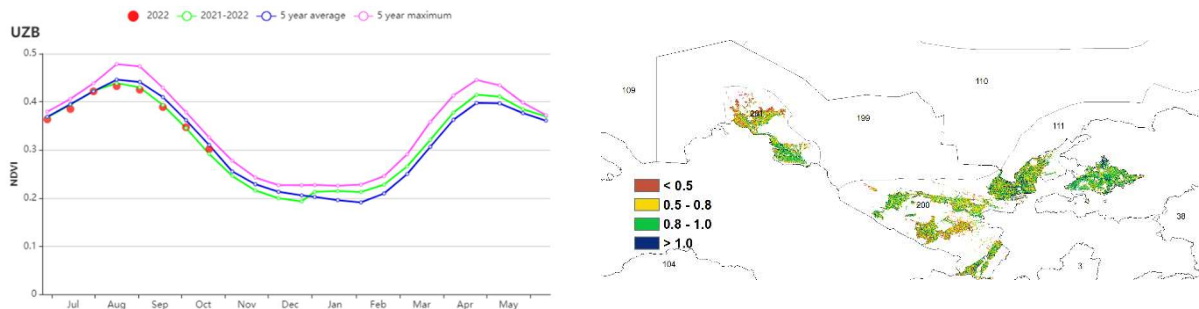 2022 2021-2022 5 year average 5 year maximum
UZB
NDVI
0.5
0.4
0.3
0.2
0.1
0
Jul Aug Sep Oct Nov Dec Jan Feb Mar Apr May
109
110
199
201
111
200
38
104
3
< 0.5
0.5 - 0.8
0.8 - 1.0
> 1.0